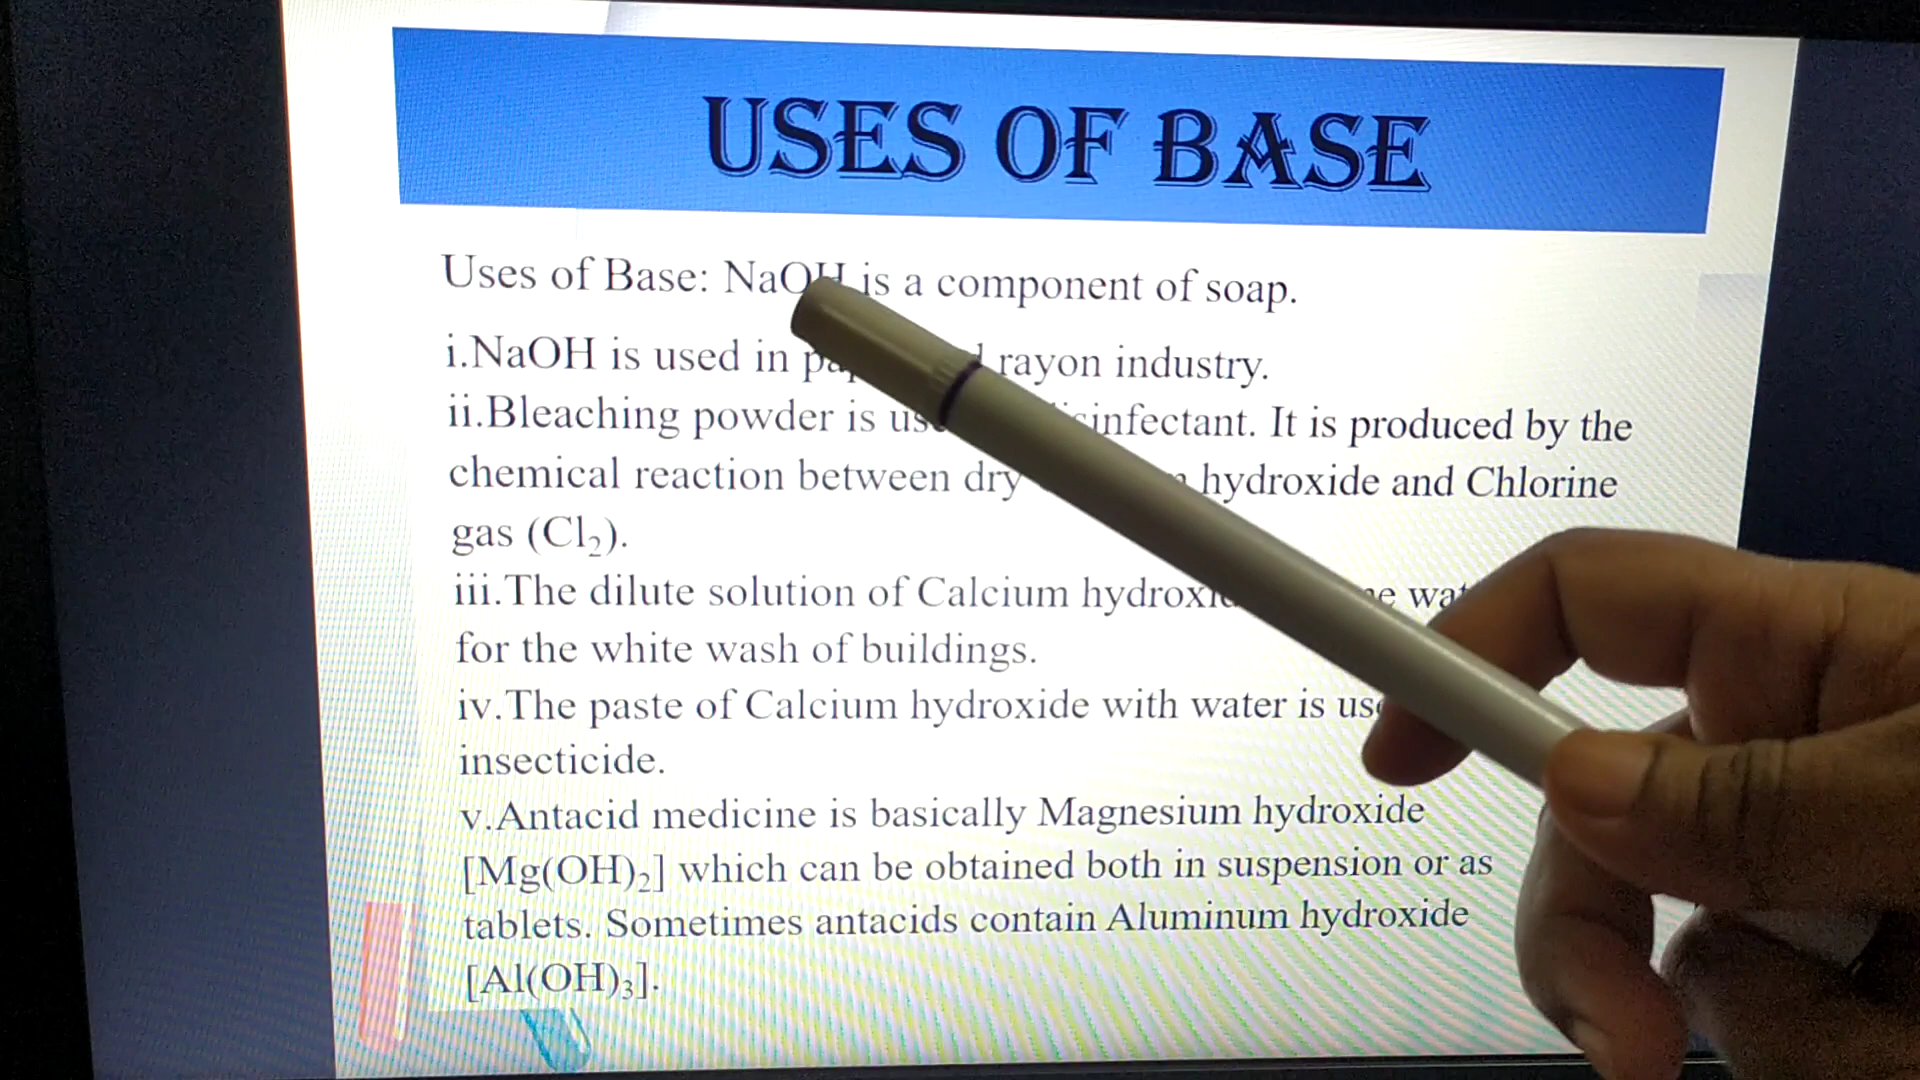 USES OF BASE
Uses of Base: NaOH is a component of soap.
i.NaOH is used in rayon industry.
ii.Bleaching powder is disinfectant. It is produced by the
chemical reaction between dry hydroxide and Chlorine
gas (Cl₂).
iii.The dilute solution of Calcium
for the white wash of buildings.
iv.The paste of Calcium hydroxide with water is
insecticide.
v.Antacid medicine is basically Magnesium hydroxide
[Mg(OH)₂] which can be obtained both in suspension or as
tablets. Sometimes antacids contain Aluminum hydroxide
[Al(OH)₃].